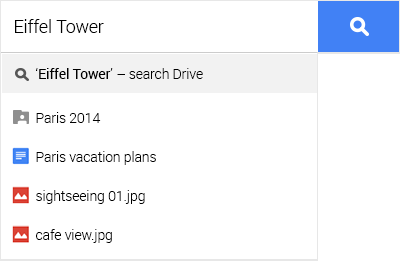 Eiffel Tower
‘Eiffel Tower’ – search Drive
Paris 2014
Paris vacation plans
sightseeing 01.jpg
cafe view.jpg